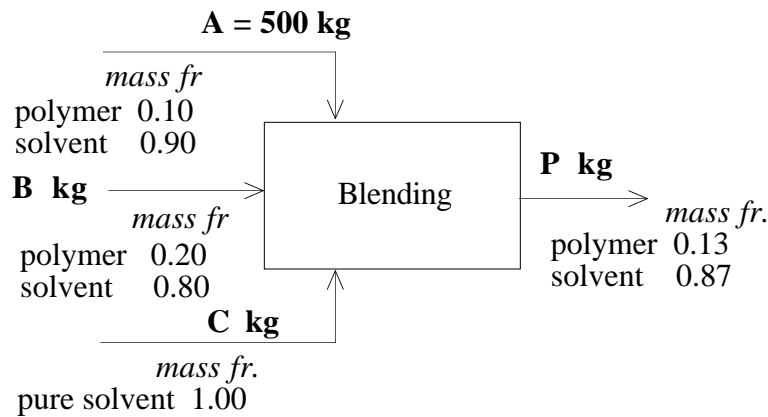 A = 500 kg
mass fr
polymer 0.10
solvent 0.90
B kg
mass fr
polymer 0.20
solvent 0.80
Blending
P kg
mass fr.
polymer 0.13
solvent 0.87
C kg
mass fr.
pure solvent 1.00